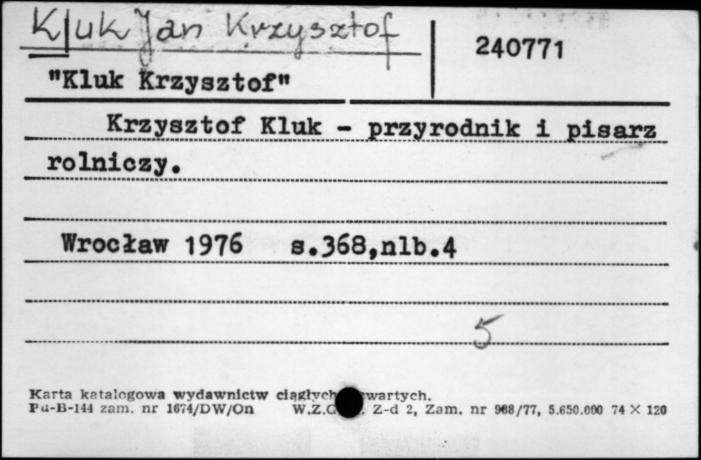 Kluk Jan Krzysztof
240771
"Kluk Krzysztof"
Krzysztof Kluk - przyrodnik i pisarz
rolniczy.
Wrocław 1976 s.368,nlb.4
5
Karta katalogowa wydawnictw ciągłych wartych.
Pu-B-144 zam. nr 1674/DW/On W.Z.G. Z-d 2, Zam. nr 968/77, 5.650.000 74 X 120